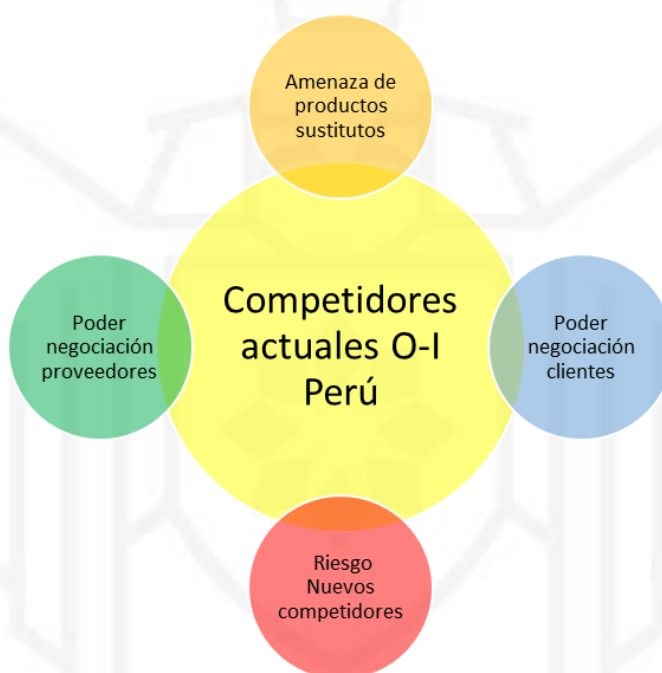 Amenaza de
productos
sustitutos
Competidores
actuales O-I
Perú
Poder
negociación
proveedores
Poder
negociación
clientes
Riesgo
Nuevos
competidores